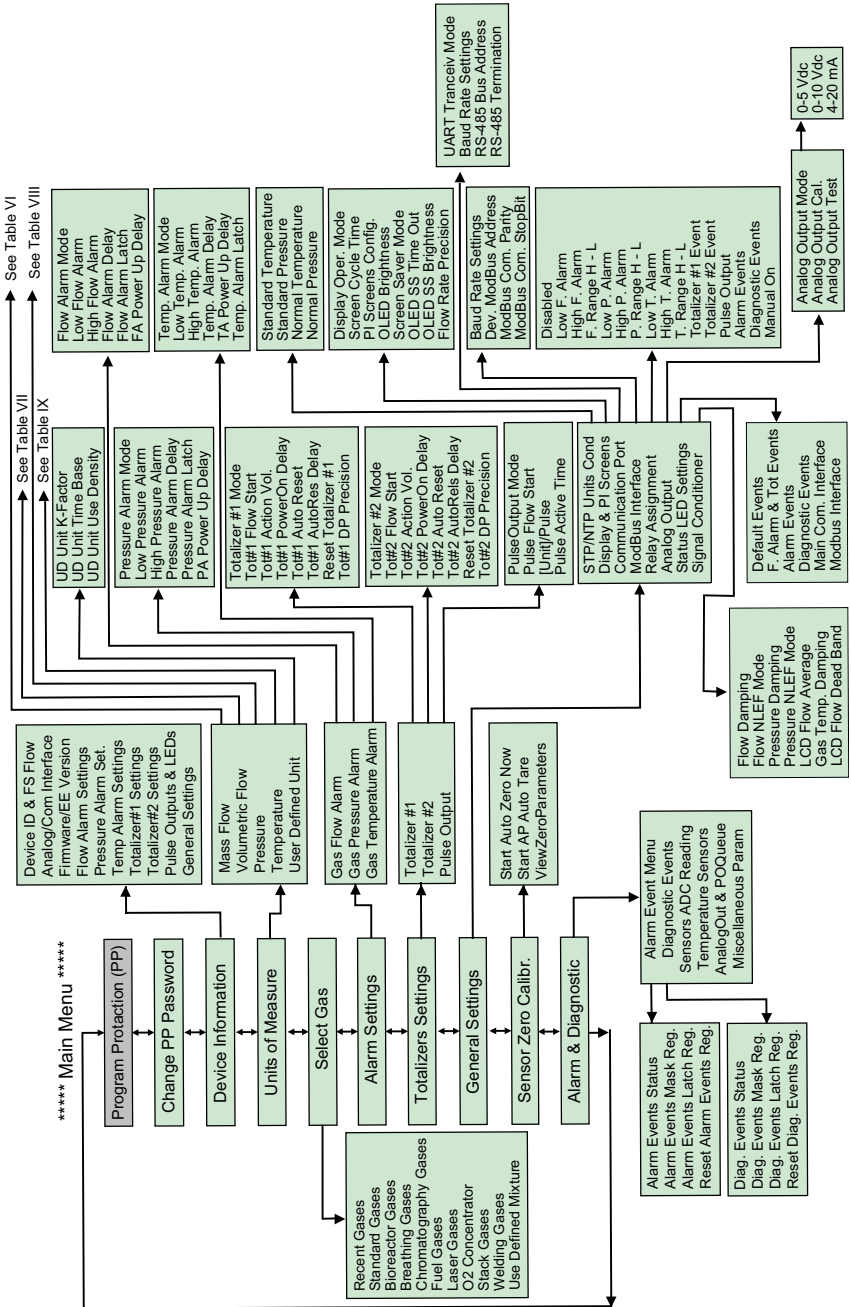 ***** Main Menu *****
Program Protaction (PP)
Change PP Password
Device Information
Units of Measure
Select Gas
Alarm Settings
Totalizers Settings
General Settings
Sensor Zero Calibr.
Alarm & Diagnostic
Recent Gases
Standard Gases
Bioreactor Gases
Breathing Gases
Chromatography Gases
Fuel Gases
Laser Gases
O2 Concentrator
Stack Gases
Welding Gases
Use Defined Mixture
Alarm Events Status
Alarm Events Mask Reg.
Alarm Events Latch Reg.
Reset Alarm Events Reg.
Diag. Events Status
Diag. Events Mask Reg.
Diag. Events Latch Reg.
Reset Diag. Events Reg.
Device ID & FS Flow
Analog/Com Interface
Firmware/EE Version
Flow Alarm Settings
Pressure Alarm Set.
Temp Alarm Settings
Totalizer#1 Settings
Totalizer#2 Settings
Pulse Outputs & LEDs
General Settings
Mass Flow
Volumetric Flow
Pressure
Temperature
User Defined Unit
Gas Flow Alarm
Gas Pressure Alarm
Gas Temperature Alarm
Totalizer #1
Totalizer #2
Pulse Output
Start Auto Zero Now
Start AP Auto Tare
ViewZeroParameters
Alarm Event Menu
Diagnostic Events
Sensors ADC Reading
Temperature Sensors
AnalogOut & POQueue
Miscellaneous Param
See Table VI
See Table VIII
See Table VII
See Table IX
UD Unit K-Factor
UD Unit Time Base
UD Unit Use Density
Pressure Alarm Mode
Low Pressure Alarm
High Pressure Alarm
Pressure Alarm Delay
Pressure Alarm Latch
PA Power Up Delay
Totalizer #1 Mode
Tot#1 Flow Start
Tot#1 Action Vol.
Tot#1 PowerOn Delay
Tot#1 Auto Reset
Tot#1 AutoRes Delay
Reset Totalizer #1
Tot#1 DP Precision
Totalizer #2 Mode
Tot#2 Flow Start
Tot#2 Action Vol.
Tot#2 PowerOn Delay
Tot#2 Auto Reset
Tot#2 AutoRels Delay
Reset Totalizer #2
Tot#2 DP Precision
PulseOutput Mode
Pulse Flow Start
[Unit]/Pulse
Pulse Active Time
STP/NTP Units Cond
Display & PI Screens
Communication Port
ModBus Interface
Relay Assignment
Analog Output
Status LED Settings
Signal Conditioner
Flow Damping
Flow NLEF Mode
Pressure Damping
Pressure NLEF Mode
LCD Flow Average
Gas Temp. Damping
LCD Flow Dead Band
Default Events
F. Alarm & Tot Events
Alarm Events
Diagnostic Events
Main Com. Interface
Modbus Interface
Flow Alarm Mode
Low Flow Alarm
High Flow Alarm
Flow Alarm Delay
Flow Alarm Latch
FA Power Up Delay
Temp. Alarm Mode
Low Temp. Alarm
High Temp. Alarm
Temp. Alarm Delay
TA Power Up Delay
Temp. Alarm Latch
Standard Temperature
Standard Pressure
Normal Temperature
Normal Pressure
Display Oper. Mode
Screen Cycle Time
PI Screens Config.
OLED Brightness
Screen Saver Mode
OLED SS Time Out
OLED SS Brightness
Flow Rate Precision
UART Tranceiv Mode
Baud Rate Settings
RS-485 Bus Address
RS-485 Termination
Baud Rate Settings
Dev. ModBus Address
ModBus Com. Parity
ModBus Com. StopBit
Disabled
Low F. Alarm
High F. Alarm
F. Range H - L
Low P. Alarm
High P. Alarm
P. Range H - L
Low T. Alarm
High T. Alarm
T. Range H - L
Totalizer #1 Event
Totalizer #2 Event
Pulse Output
Alarm Events
Diagnostic Events
Manual On
Analog Output Mode
Analog Output Cal.
Analog Output Test
0-5 Vdc
0-10 Vdc
4-20 mA